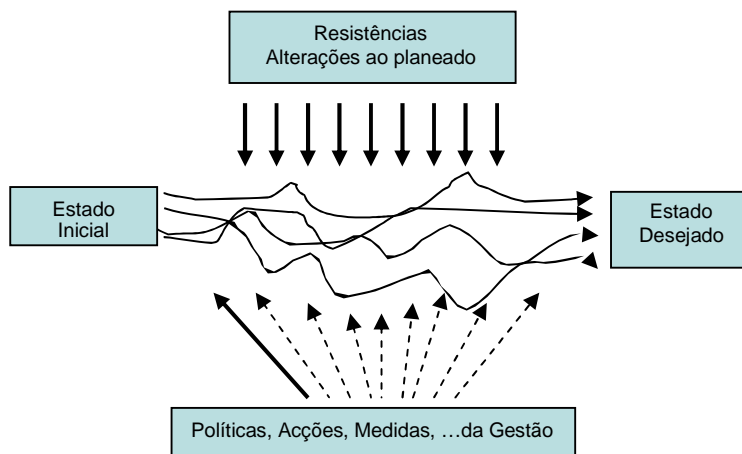 Resistências
Alterações ao planeado
Estado
Inicial
Estado
Desejado
Políticas, Acções, Medidas, …da Gestão